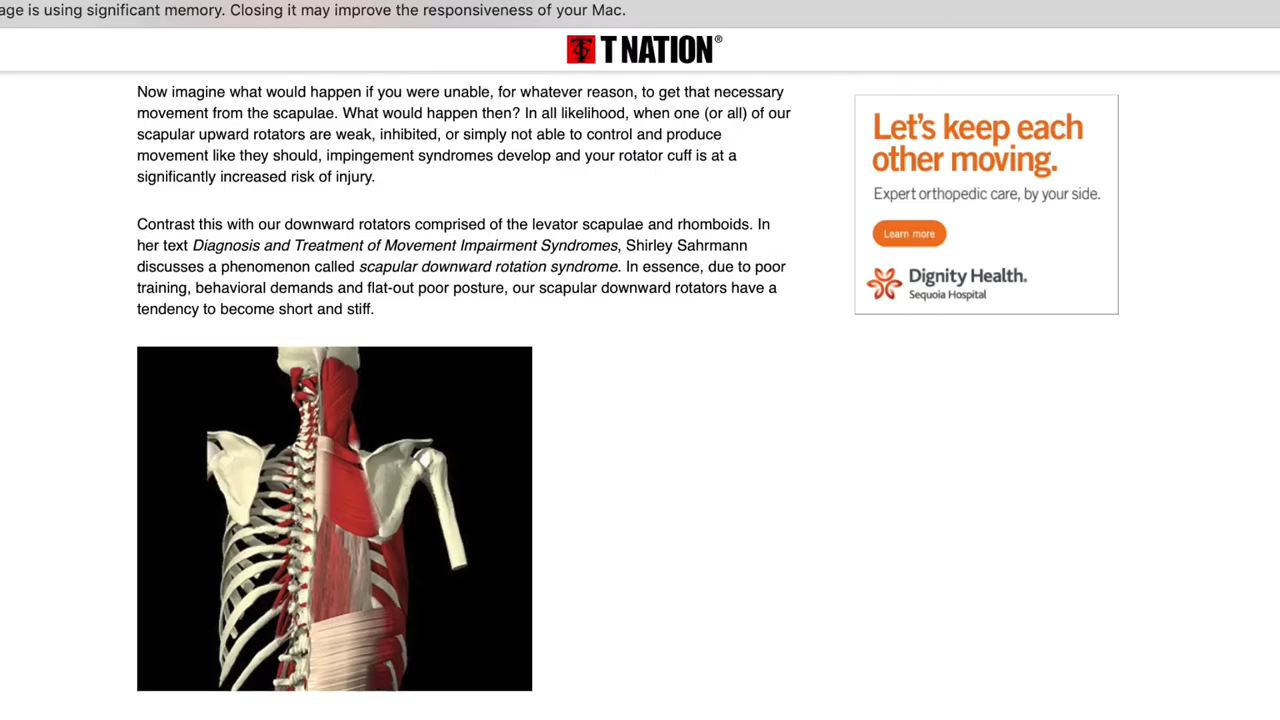 age is using significant memory. Closing it may improve the responsiveness of your Mac.
T NATION®
Now imagine what would happen if you were unable, for whatever reason, to get that necessary
movement from the scapulae. What would happen then? In all likelihood, when one (or all) of our
scapular upward rotators are weak, inhibited, or simply not able to control and produce
movement like they should, impingement syndromes develop and your rotator cuff is at a
significantly increased risk of injury.
Contrast this with our downward rotators comprised of the levator scapulae and rhomboids. In
her text Diagnosis and Treatment of Movement Impairment Syndromes, Shirley Sahrmann
discusses a phenomenon called scapular downward rotation syndrome. In essence, due to poor
training, behavioral demands and flat-out poor posture, our scapular downward rotators have a
tendency to become short and stiff.
Let's keep each
other moving.
Expert orthopedic care, by your side.
Learn more
Dignity Health.
Sequoia Hospital